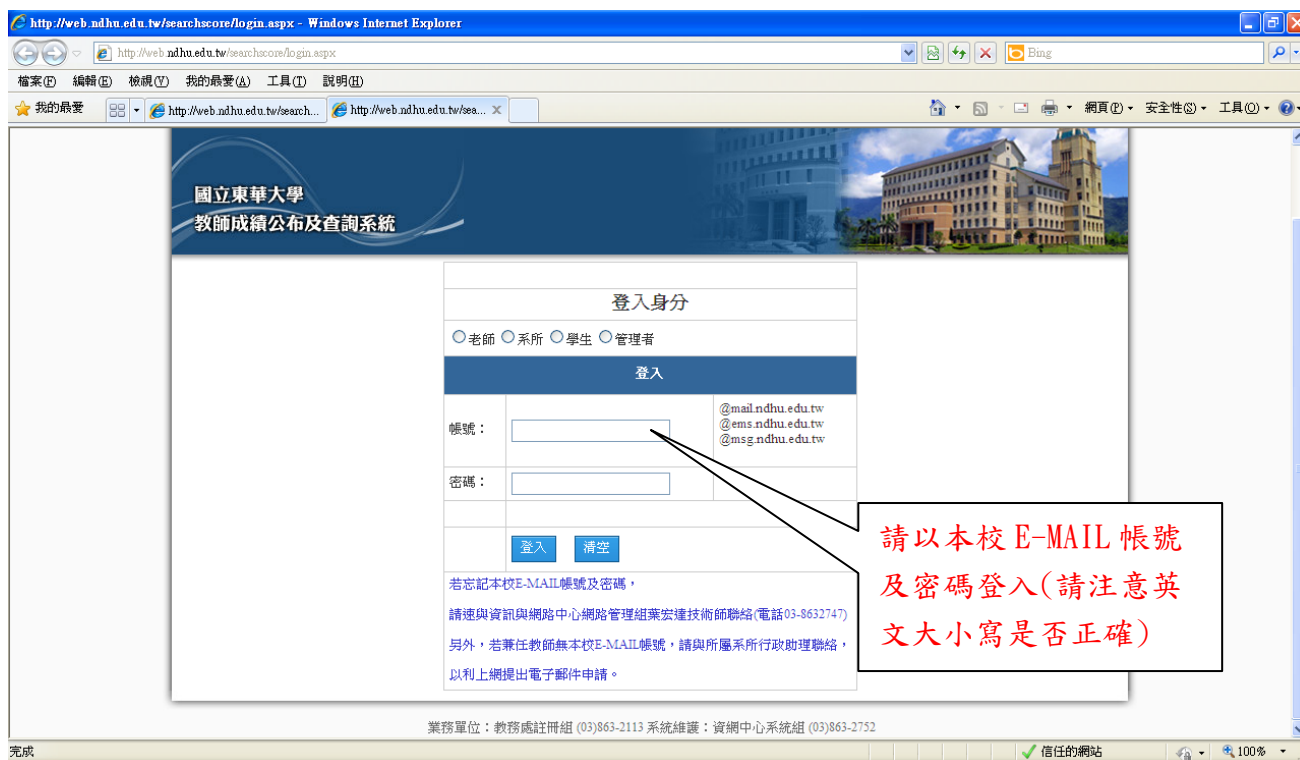 http://web.ndhu.edu.tw/searchscore/login.aspx - Windows Internet Explorer
http://web.ndhu.edu.tw/searchscore/login.aspx
Bing
檔案(F) 編輯(E) 檢視(V) 我的最愛(A) 工具(T) 說明(H)
我的最愛 http://web.ndhu.edu.tw/search... http://web.ndhu.edu.tw/sea... 網頁(P) 安全性(S) 工具(O)
國立東華大學
教師成績公布及查詢系統
登入身分
老師 系所 學生 管理者
登入
帳號：
@mail.ndhu.edu.tw
@ems.ndhu.edu.tw
@msg.ndhu.edu.tw
密碼：
登入 清空
請以本校 E-MAIL 帳號
及密碼登入(請注意英
文大小寫是否正確)
若忘記本校E-MAIL帳號及密碼，
請速與資訊與網路中心網路管理組葉宏達技術師聯絡(電話03-8632747)
另外，若兼任教師無本校E-MAIL帳號，請與所屬系所行政助理聯絡，
以利上網提出電子郵件申請。
業務單位：教務處註冊組 (03)863-2113 系統維護：資網中心系統組 (03)863-2752
完成 信任的網站 100%